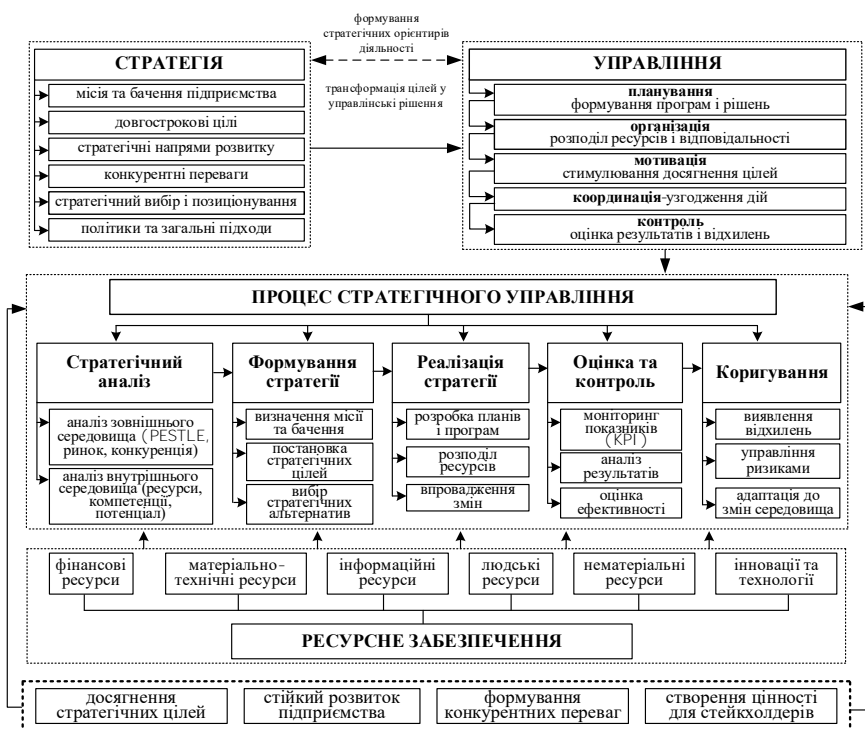 формування
стратегічних орієнтирів
діяльності
СТРАТЕГІЯ
місія та бачення підприємства
довгострокові цілі
стратегічні напрями розвитку
конкурентні переваги
стратегічний вибір і позиціонування
політики та загальні підходи
трансформація цілей у
управлінські рішення
УПРАВЛІННЯ
планування
формування програм і рішень
організація
розподіл ресурсів і відповідальності
мотивація
стимулювання досягнення цілей
координація-узгодження дій
контроль
оцінка результатів і відхилень
ПРОЦЕС СТРАТЕГІЧНОГО УПРАВЛІННЯ
Стратегічний
аналіз
аналіз зовнішнього
середовища (PESTLE,
ринок, конкуренція)
аналіз внутрішнього
середовища (ресурси,
компетенції,
потенціал)
Формування
стратегії
визначення місії
та бачення
постановка
стратегічних
цілей
вибір
стратегічних
альтернатив
Реалізація
стратегії
розробка планів
і програм
розподіл
ресурсів
впровадження
змін
Оцінка та
контроль
моніторинг
показників
(KPI)
аналіз
результатів
оцінка
ефективності
Коригування
виявлення
відхилень
управління
ризиками
адаптація до
змін середовища
фінансові
ресурси
матеріально-
технічні ресурси
інформаційні
ресурси
людські
ресурси
нематеріальні
ресурси
інновації та
технології
РЕСУРСНЕ ЗАБЕЗПЕЧЕННЯ
досягнення
стратегічних цілей
стійкий розвиток
підприємства
формування
конкурентних переваг
створення цінності
для стейкхолдерів